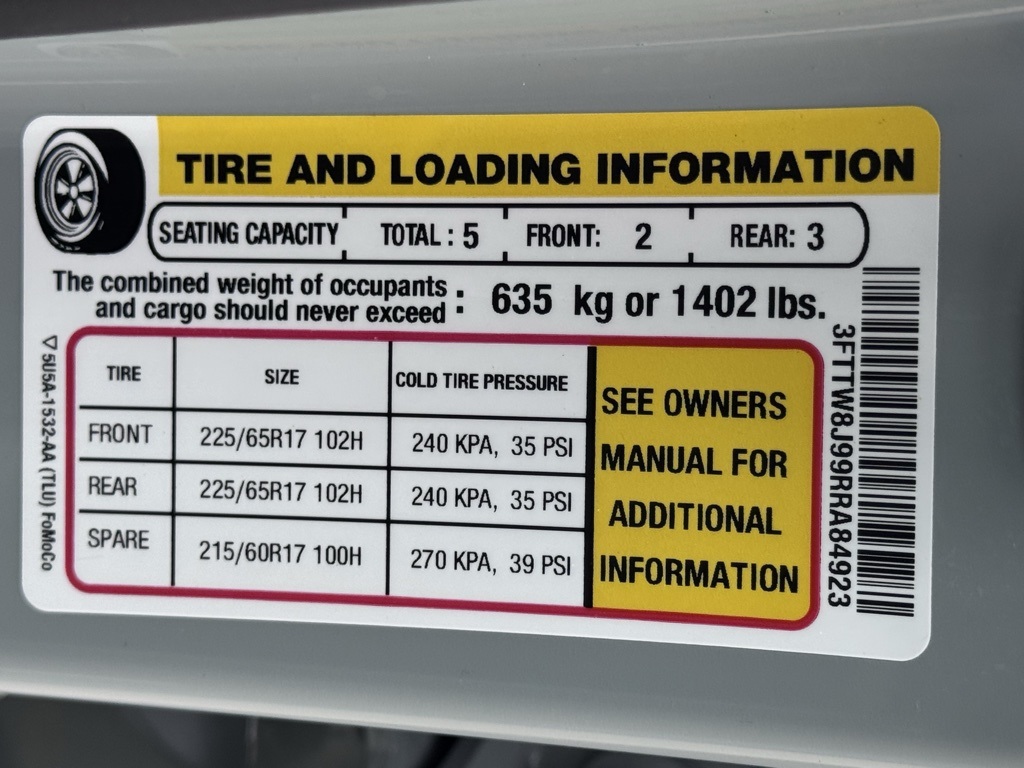 TIRE AND LOADING INFORMATION
SEATING CAPACITY TOTAL : 5 FRONT: 2 REAR: 3
The combined weight of occupants
and cargo should never exceed : 635 kg or 1402 lbs.
TIRE SIZE COLD TIRE PRESSURE
FRONT 225/65R17 102H 240 KPA, 35 PSI
REAR 225/65R17 102H 240 KPA, 35 PSI
SPARE 215/60R17 100H 270 KPA, 39 PSI
SEE OWNERS
MANUAL FOR
ADDITIONAL
INFORMATION
3FTTW8J99RRA84923
▽ 5U5A-1532-AA (TLU) FoMoCo